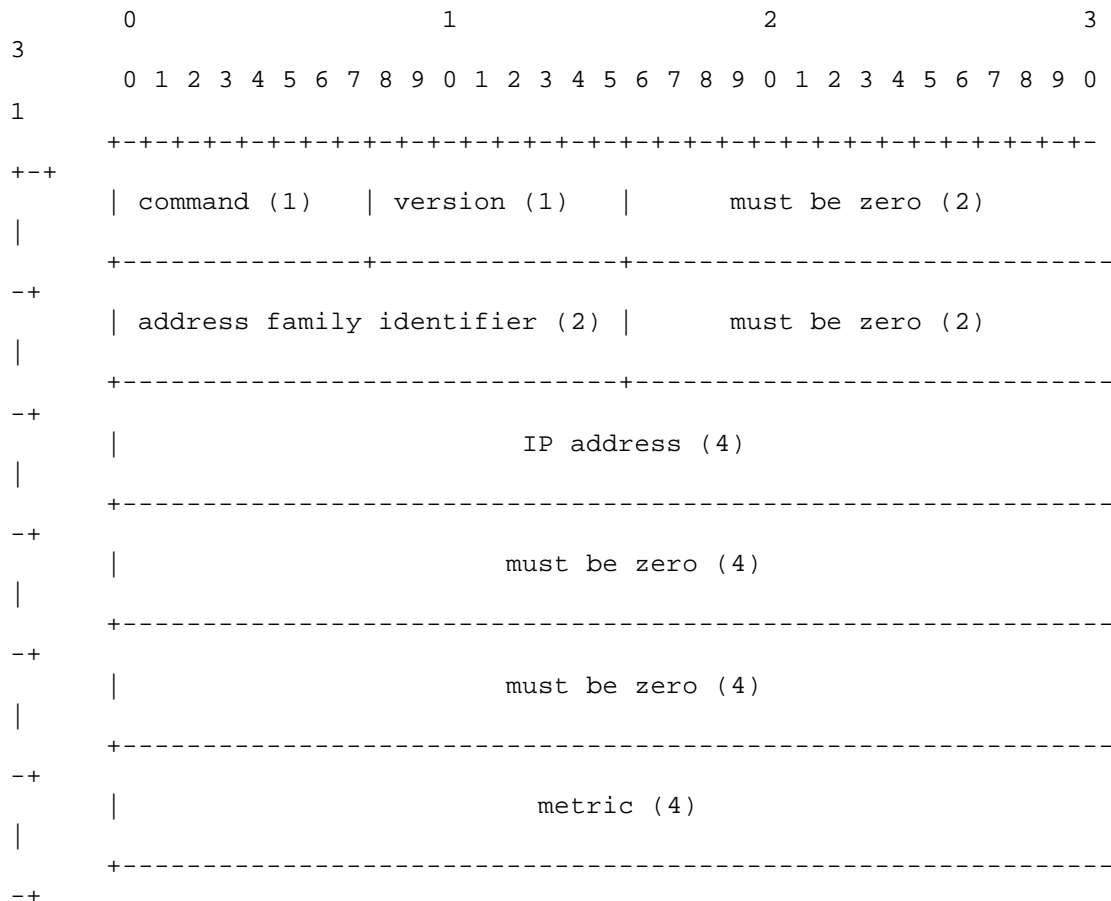 0                   1                   2                   3
3
0 1 2 3 4 5 6 7 8 9 0 1 2 3 4 5 6 7 8 9 0 1 2 3 4 5 6 7 8 9 0
1
+-+-+-+-+-+-+-+-+-+-+-+-+-+-+-+-+-+-+-+-+-+-+-+-+-+-+-+-+-+-+-
+-+
| command (1)   | version (1)   |      must be zero (2)
|
+---------------+---------------+------------------------------
-+
| address family identifier (2) |      must be zero (2)
|
+-------------------------------+------------------------------
-+
|                         IP address (4)
|
+--------------------------------------------------------------
-+
|                        must be zero (4)
|
+--------------------------------------------------------------
-+
|                        must be zero (4)
|
+--------------------------------------------------------------
-+
|                          metric (4)
|
+--------------------------------------------------------------
-+